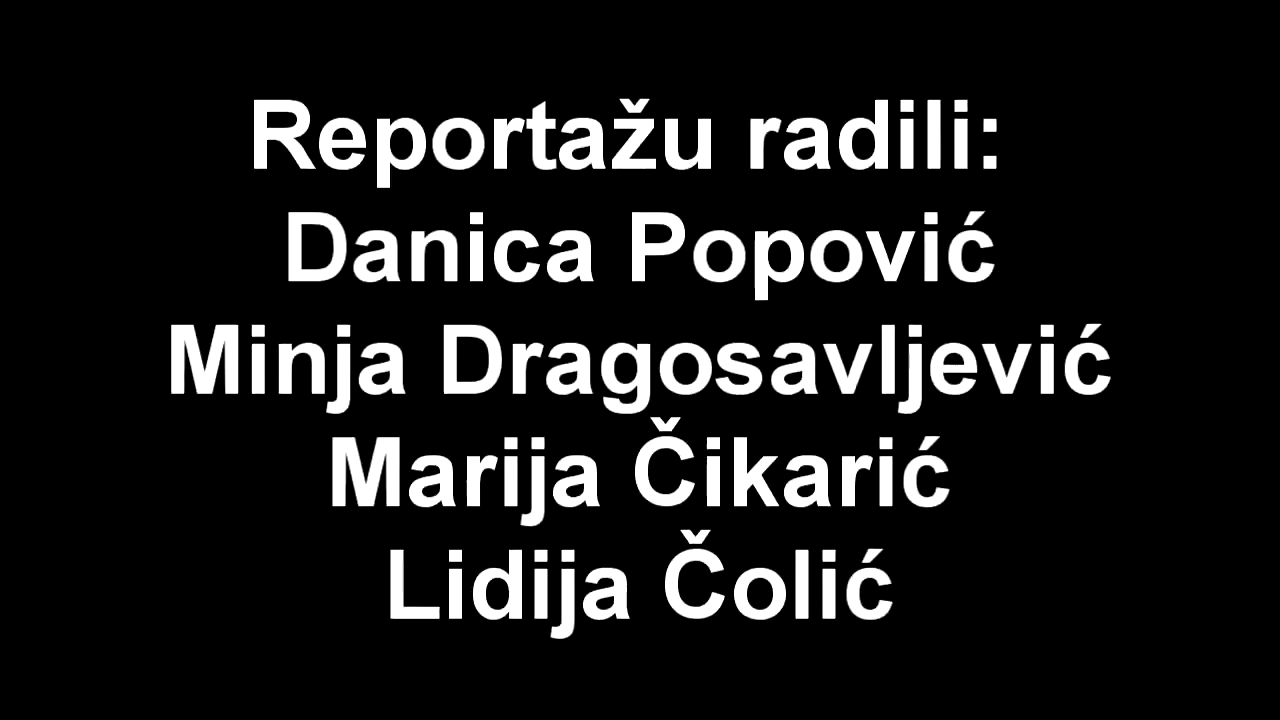 Reportažu radili:
Danica Popović
Minja Dragosavljević
Marija Čikarić
Lidija Čolić